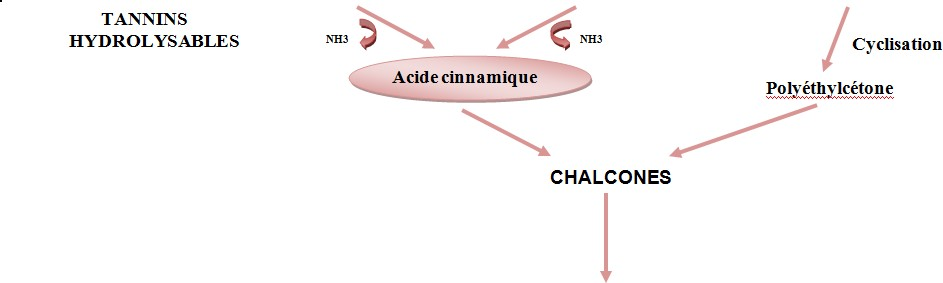 TANNINS
HYDROLYSABLES
NH3
NH3
Cyclisation
Acide cinnamique
Polyéthylcétone
CHALCONES